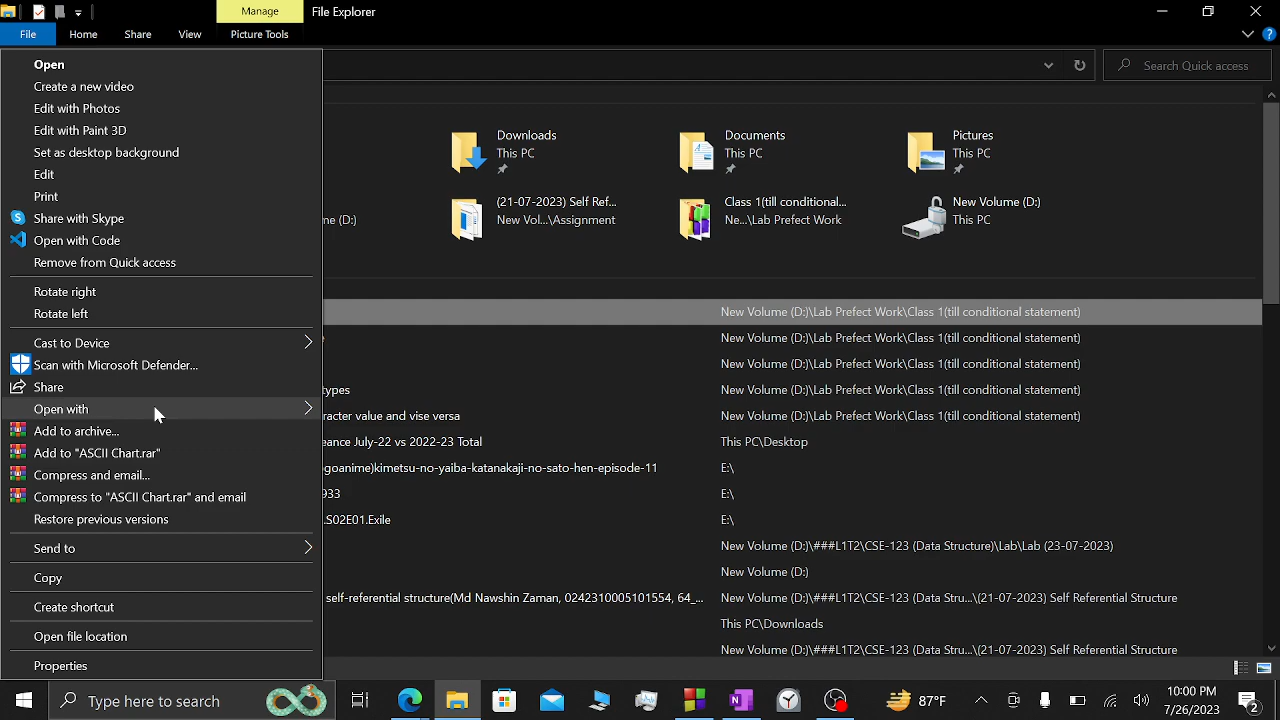 Manage
File Explorer
File
Home
Share
View
Picture Tools
Search Quick access
Open
Create a new video
Edit with Photos
Edit with Paint 3D
Set as desktop background
Edit
Print
Share with Skype
Open with Code
Remove from Quick access
Rotate right
Rotate left
Cast to Device
Scan with Microsoft Defender...
Share
Open with
Add to archive...
Add to "ASCII Chart.rar"
Compress and email...
Compress to "ASCII Chart.rar" and email
Restore previous versions
Send to
Copy
Create shortcut
Open file location
Properties
Downloads
This PC
Documents
This PC
Pictures
This PC
me (D:)
(21-07-2023) Self Ref...
New Vol...\Assignment
Class 1(till conditional...
Ne...\Lab Prefect Work
New Volume (D:)
This PC
New Volume (D:)\Lab Prefect Work\Class 1(till conditional statement)
New Volume (D:)\Lab Prefect Work\Class 1(till conditional statement)
New Volume (D:)\Lab Prefect Work\Class 1(till conditional statement)
types New Volume (D:)\Lab Prefect Work\Class 1(till conditional statement)
racter value and vise versa New Volume (D:)\Lab Prefect Work\Class 1(till conditional statement)
eance July-22 vs 2022-23 Total This PC\Desktop
goanime)kimetsu-no-yaiba-katanakaji-no-sato-hen-episode-11 E:\
933 E:\
.S02E01.Exile E:\
New Volume (D:)\###L1T2\CSE-123 (Data Structure)\Lab\Lab (23-07-2023)
New Volume (D:)
self-referential structure(Md Nawshin Zaman, 0242310005101554, 64_... New Volume (D:)\###L1T2\CSE-123 (Data Stru...\(21-07-2023) Self Referential Structure
This PC\Downloads
New Volume (D:)\###L1T2\CSE-123 (Data Stru...\(21-07-2023) Self Referential Structure
Type here to search
87°F
10:00 PM
7/26/2023
2